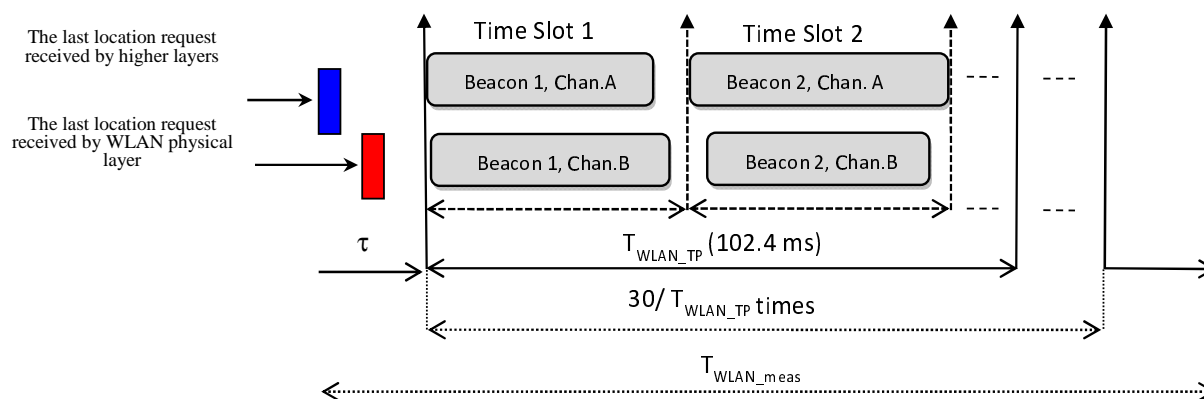 The last location request
received by higher layers
Time Slot 1
Time Slot 2
Beacon 1, Chan.A
Beacon 2, Chan. A
The last location request
received by WLAN physical
layer
Beacon 1, Chan.B
Beacon 2, Chan.B
τ
T_WLAN_TP (102.4 ms)
30/ T_WLAN_TP times
T_WLAN_meas